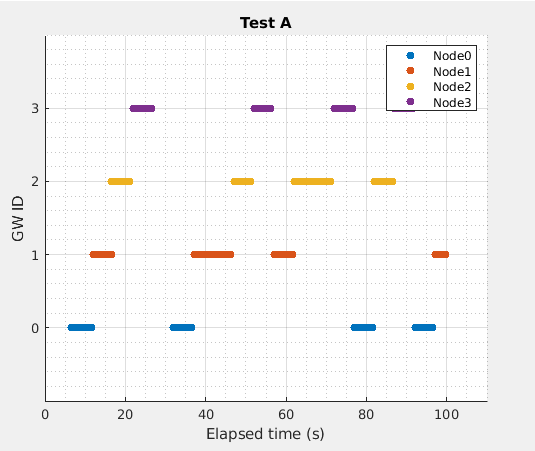 Test A
Node0
Node1
Node2
Node3
3
2
1
0
GW ID
0 20 40 60 80 100
Elapsed time (s)